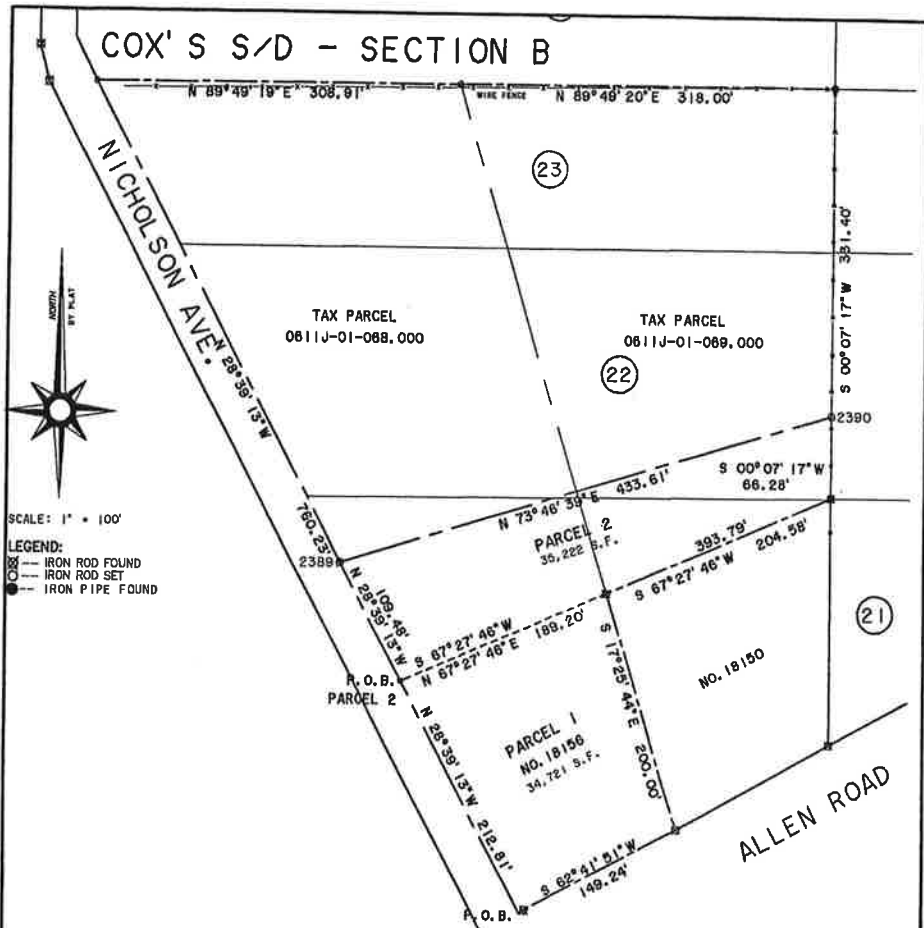 COX'S S/D - SECTION B
N 89°49'19"E 308.91'
WIRE FENCE
N 89°49'20"E 318.00'
23
NICHOLSON AVE.
S 00°07'17"W 331.40'
NORTH
BY PLAT
TAX PARCEL
0611J-01-068.000
TAX PARCEL
0611J-01-069.000
N 28°39'13"W
760.23'
22
2390
S 00°07'17"W
66.28'
SCALE: 1" = 100'
LEGEND:
IRON ROD FOUND
IRON ROD SET
IRON PIPE FOUND
N 73°46'39"E 433.61'
PARCEL 2
35,222 S.F.
393.79'
S 67°27'46"W 204.58'
2389
109.48'
N 28°39'13"W
S 67°27'46"W
N 67°27'46"E 189.20'
21
P.O.B.
PARCEL 2
S 17°25'44"E 200.00'
NO.18150
PARCEL 1
NO.18156
34,721 S.F.
N 28°39'13"W 212.81'
ALLEN ROAD
S 62°41'51"W
149.24'
P.O.B.